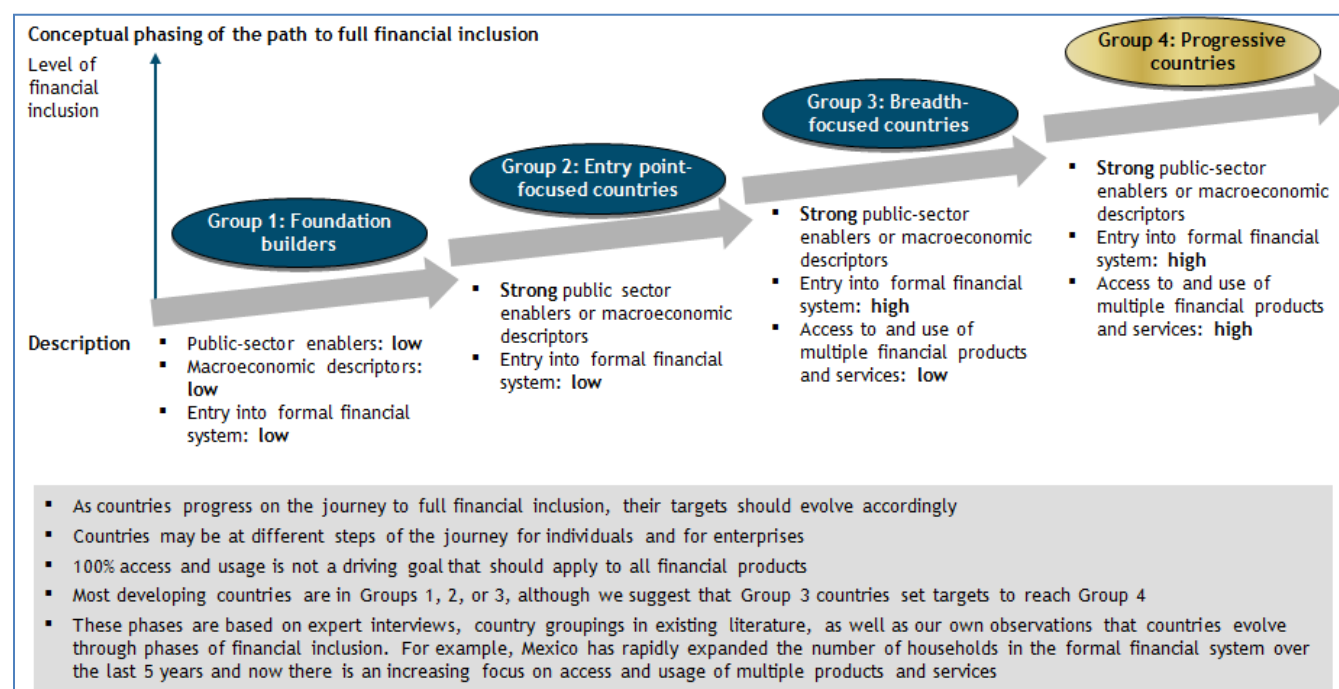 Conceptual phasing of the path to full financial inclusion
Level of
financial
inclusion
Group 4: Progressive
countries
Group 3: Breadth-
focused countries
Group 2: Entry point-
focused countries
Group 1: Foundation
builders
Description
▪ Public-sector enablers: low
▪ Macroeconomic descriptors:
low
▪ Entry into formal financial
system: low
▪ Strong public sector
enablers or macroeconomic
descriptors
▪ Entry into formal financial
system: low
▪ Strong public-sector
enablers or macroeconomic
descriptors
▪ Entry into formal financial
system: high
▪ Access to and use of
multiple financial products
and services: low
▪ Strong public-sector
enablers or macroeconomic
descriptors
▪ Entry into formal financial
system: high
▪ Access to and use of
multiple financial products
and services: high
▪ As countries progress on the journey to full financial inclusion, their targets should evolve accordingly
▪ Countries may be at different steps of the journey for individuals and for enterprises
▪ 100% access and usage is not a driving goal that should apply to all financial products
▪ Most developing countries are in Groups 1, 2, or 3, although we suggest that Group 3 countries set targets to reach Group 4
▪ These phases are based on expert interviews, country groupings in existing literature, as well as our own observations that countries evolve
through phases of financial inclusion. For example, Mexico has rapidly expanded the number of households in the formal financial system over
the last 5 years and now there is an increasing focus on access and usage of multiple products and services